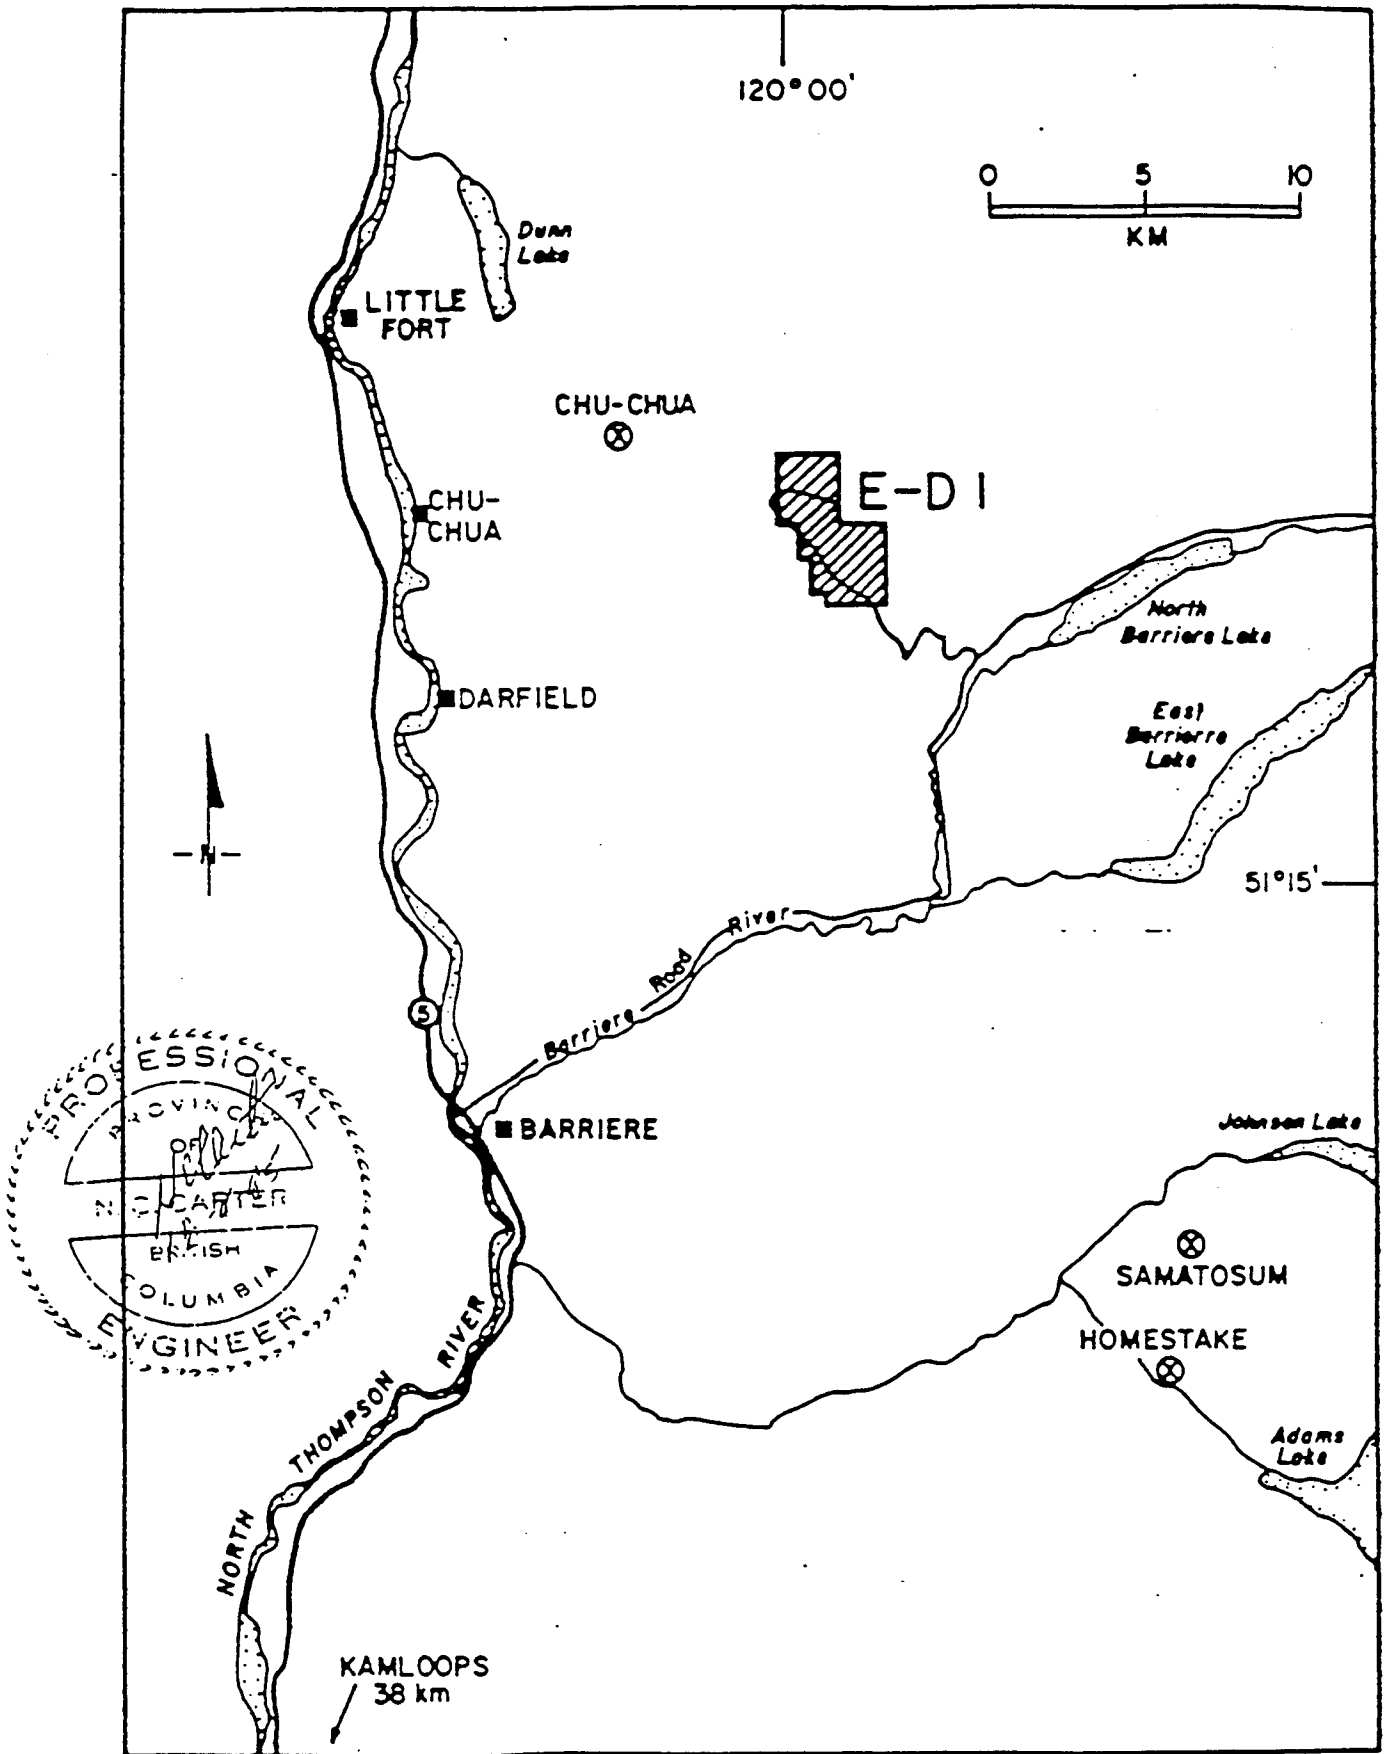 120°00'
0 5 10
KM
Dunn
Lake
LITTLE
FORT
CHU-CHUA
E-D 1
CHU-
CHUA
North
Barriere Lake
DARFIELD
East
Barrierre
Lake
-N-
51°15'
River
Road
Barriere
5
PROFESSIONAL
PROVINCE
OF
N. C. CARTER
BRITISH
COLUMBIA
ENGINEER
BARRIERE
Johnson Lake
SAMATOSUM
HOMESTAKE
NORTH THOMPSON RIVER
Adams
Lake
KAMLOOPS
38 km